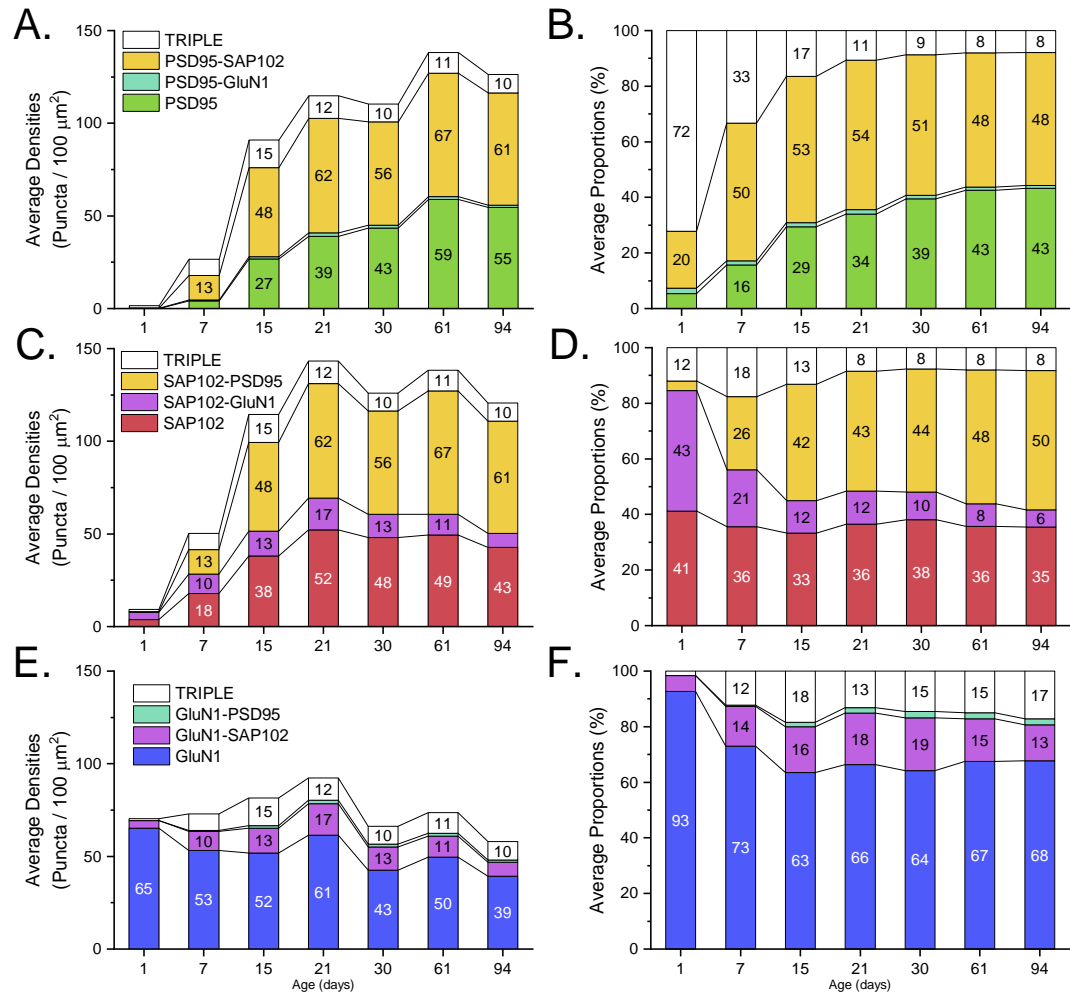 A.
TRIPLE
PSD95-SAP102
PSD95-GluN1
PSD95
Average Densities
(Puncta / 100 μm²)
150
100
50
0
11
10
12
10
15
67
61
62
56
48
13
59
55
43
39
27
1 7 15 21 30 61 94
B.
Average Proportions (%)
100
80
60
40
20
0
72 33 17 11 9 8 8
20 50 53 54 51 48 48
16 29 34 39 43 43
1 7 15 21 30 61 94
C.
TRIPLE
SAP102-PSD95
SAP102-GluN1
SAP102
Average Densities
(Puncta / 100 μm²)
150
100
50
0
15 12 10 11 10
13 48 62 56 67 61
10 13 17 13 11
18 38 52 48 49 43
1 7 15 21 30 61 94
D.
Average Proportions (%)
100
80
60
40
20
0
12 18 13 8 8 8 8
26 42 43 44 48 50
43 21 12 12 10 8 6
41 36 33 36 38 36 35
1 7 15 21 30 61 94
E.
TRIPLE
GluN1-PSD95
GluN1-SAP102
GluN1
Average Densities
(Puncta / 100 μm²)
150
100
50
0
15 12 10 11 10
10 13 17 13 11
65 53 52 61 43 50 39
1 7 15 21 30 61 94
Age (days)
F.
Average Proportions (%)
100
80
60
40
20
0
12 18 13 15 15 17
14 16 18 19 15 13
93 73 63 66 64 67 68
1 7 15 21 30 61 94
Age (days)